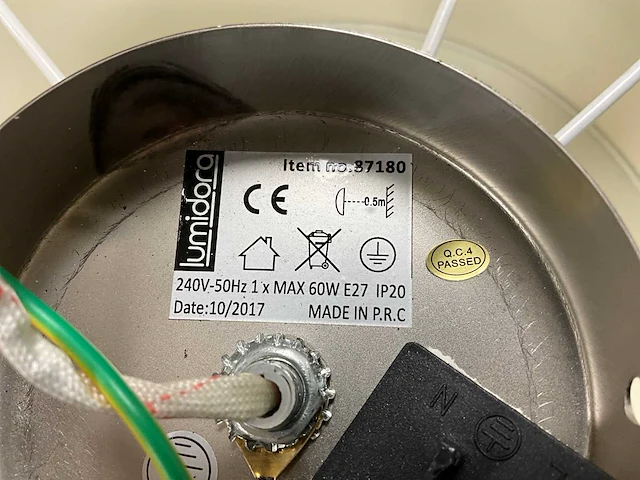 lumidora
Item no.87180
CE
0.5m
240V-50Hz 1 x MAX 60W E27 IP20
Date:10/2017 MADE IN P.R.C
Q.C.4
PASSED
N